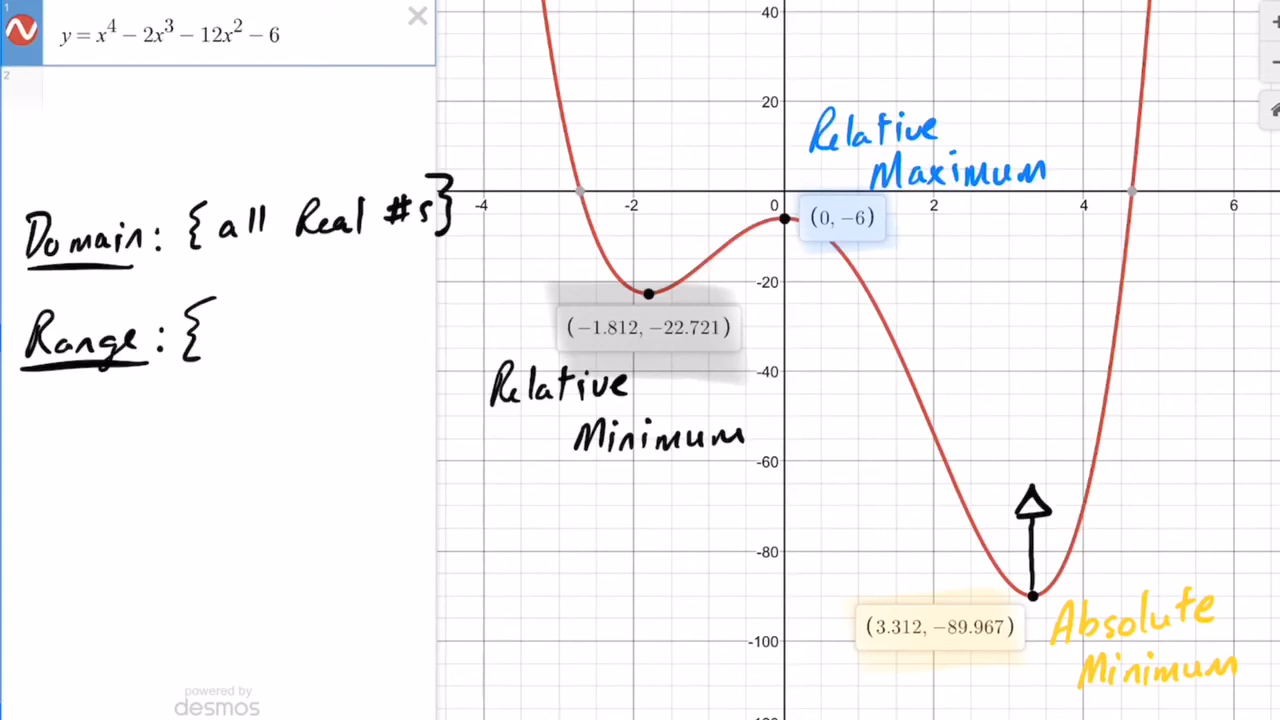 1
y = x⁴ − 2x³ − 12x² − 6
2
Domain: {all Real #s}
Range: {
powered by
desmos
40
20
-4
-2
0
2
4
6
-20
-40
-60
-80
-100
Relative
Maximum
(0, −6)
(−1.812, −22.721)
Relative
Minimum
(3.312, −89.967)
Absolute
Minimum